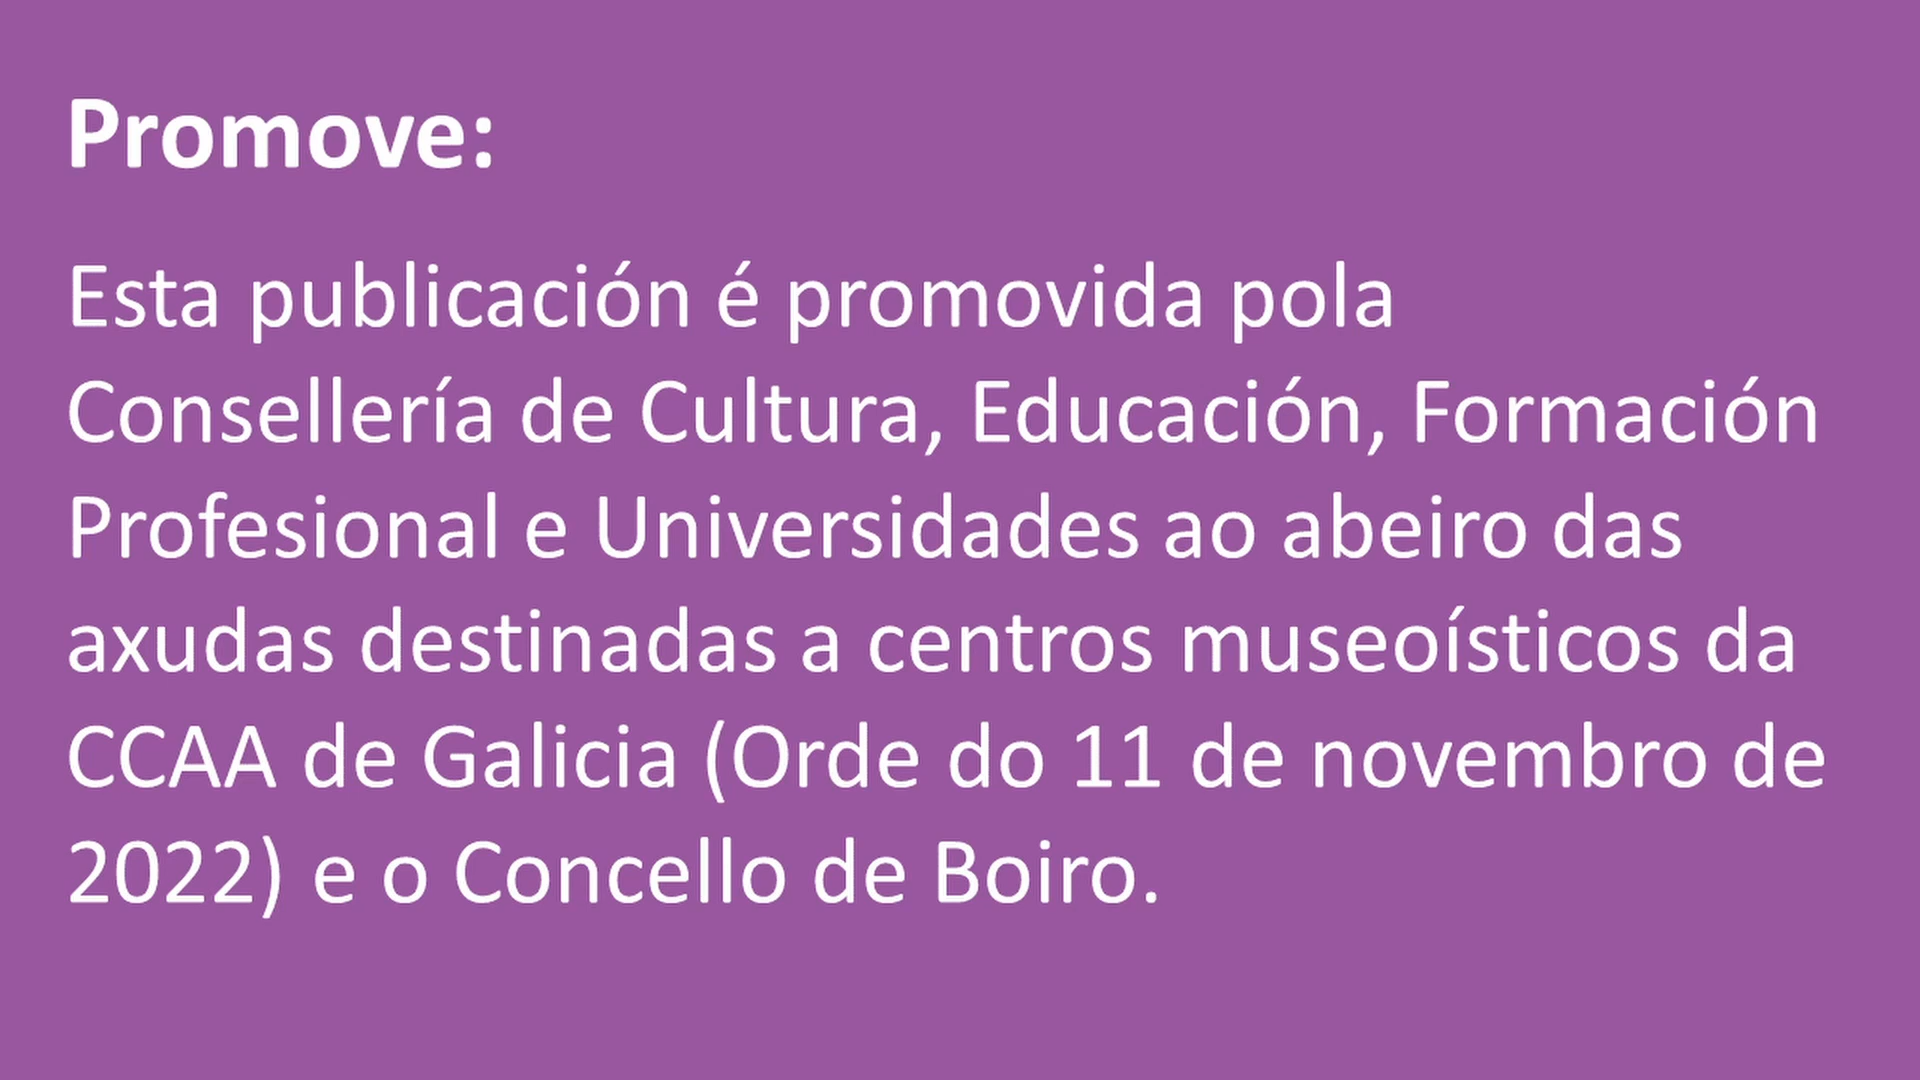 Promove:
Esta publicación é promovida pola
Consellería de Cultura, Educación, Formación
Profesional e Universidades ao abeiro das
axudas destinadas a centros museoísticos da
CCAA de Galicia (Orde do 11 de novembro de
2022) e o Concello de Boiro.